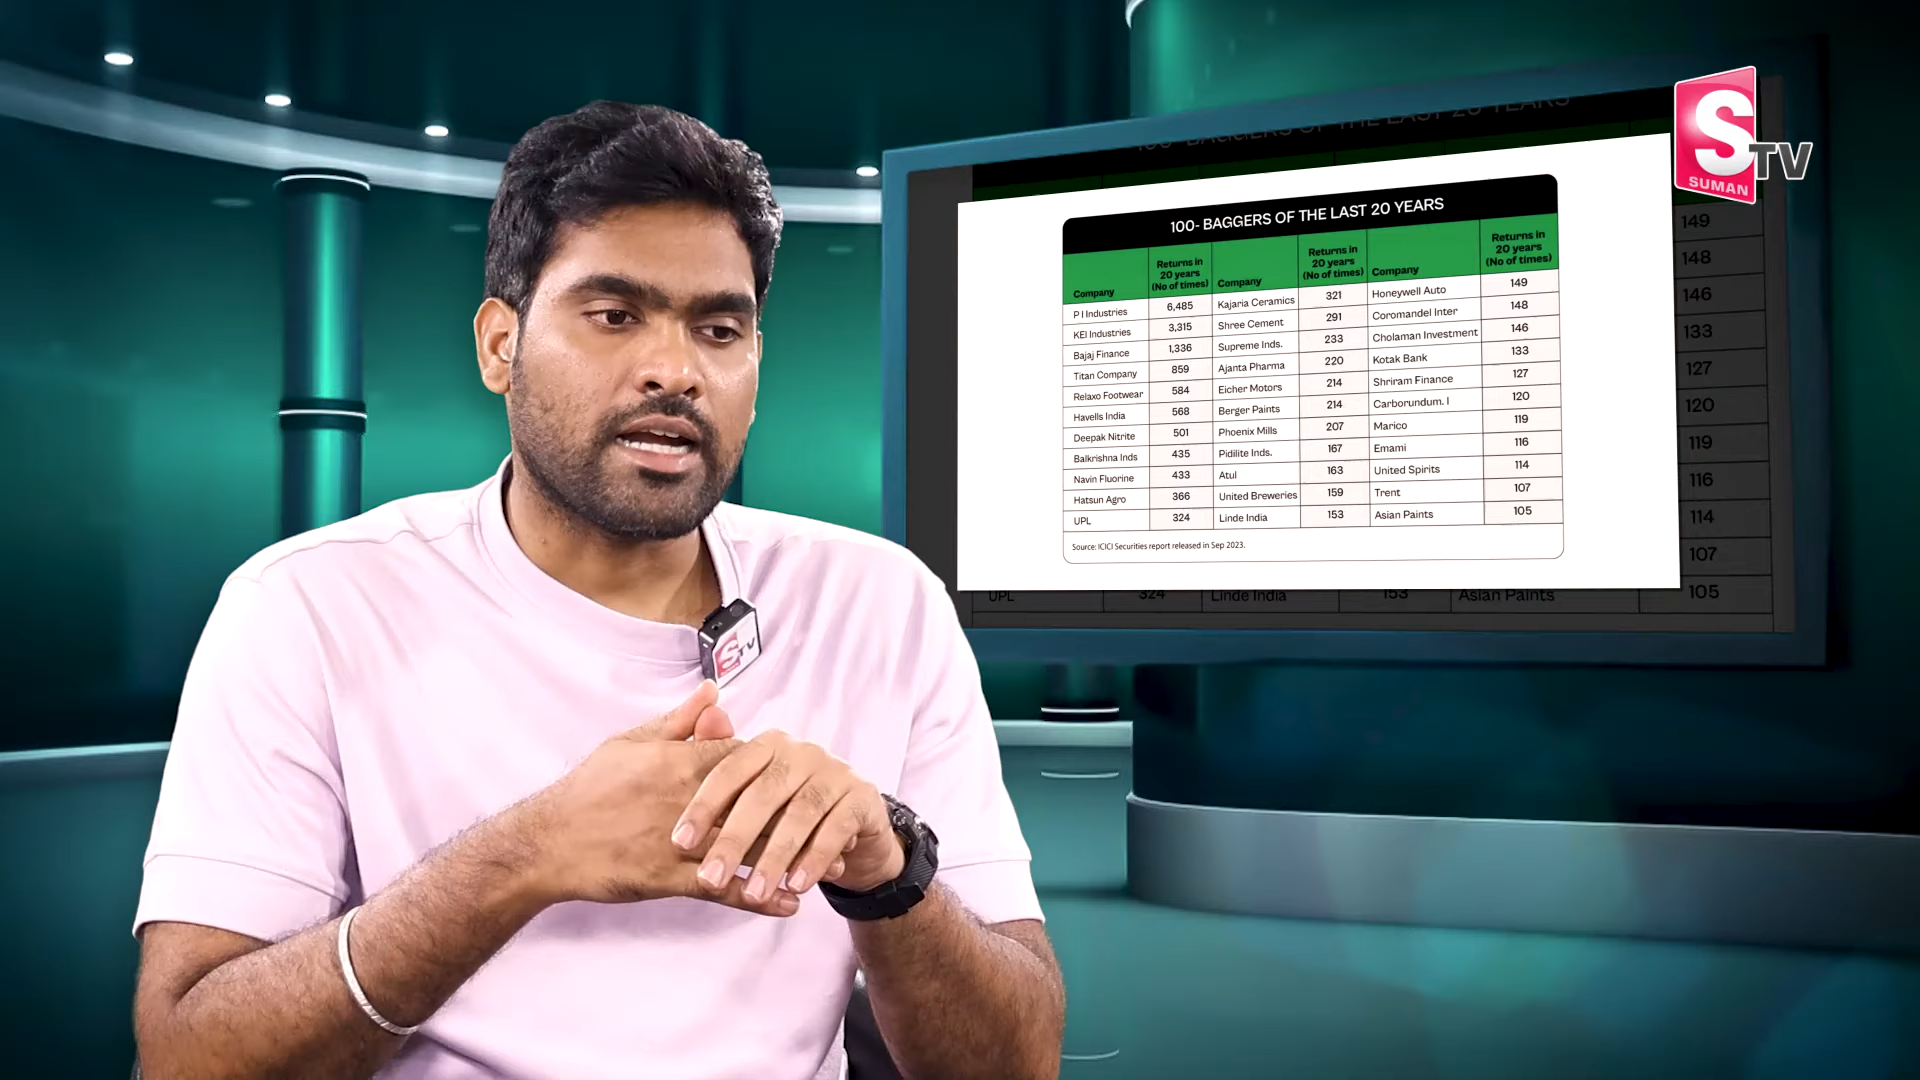 100- BAGGERS OF THE LAST 20 YEARS
Company | Returns in 20 years (No of times) | Company | Returns in 20 years (No of times) | Company | Returns in 20 years (No of times)
P I Industries 6,485 Kajaria Ceramics 321 Honeywell Auto 149
KEI Industries 3,315 Shree Cement 291 Coromandel Inter 148
Bajaj Finance 1,336 Supreme Inds. 233 Cholaman Investment 146
Titan Company 859 Ajanta Pharma 220 Kotak Bank 133
Relaxo Footwear 584 Eicher Motors 214 Shriram Finance 127
Havells India 568 Berger Paints 214 Carborundum. I 120
Deepak Nitrite 501 Phoenix Mills 207 Marico 119
Balkrishna Inds 435 Pidilite Inds. 167 Emami 116
Navin Fluorine 433 Atul 163 United Spirits 114
Hatsun Agro 366 United Breweries 159 Trent 107
UPL 324 Linde India 153 Asian Paints 105
Source: ICICI Securities report released in Sep 2023.
S TV
SUMAN
100- BAGGERS OF THE LAST 20 YEARS
149
148
146
133
127
120
119
116
114
107
UPL 324 Linde India 153 Asian Paints 105
S TV